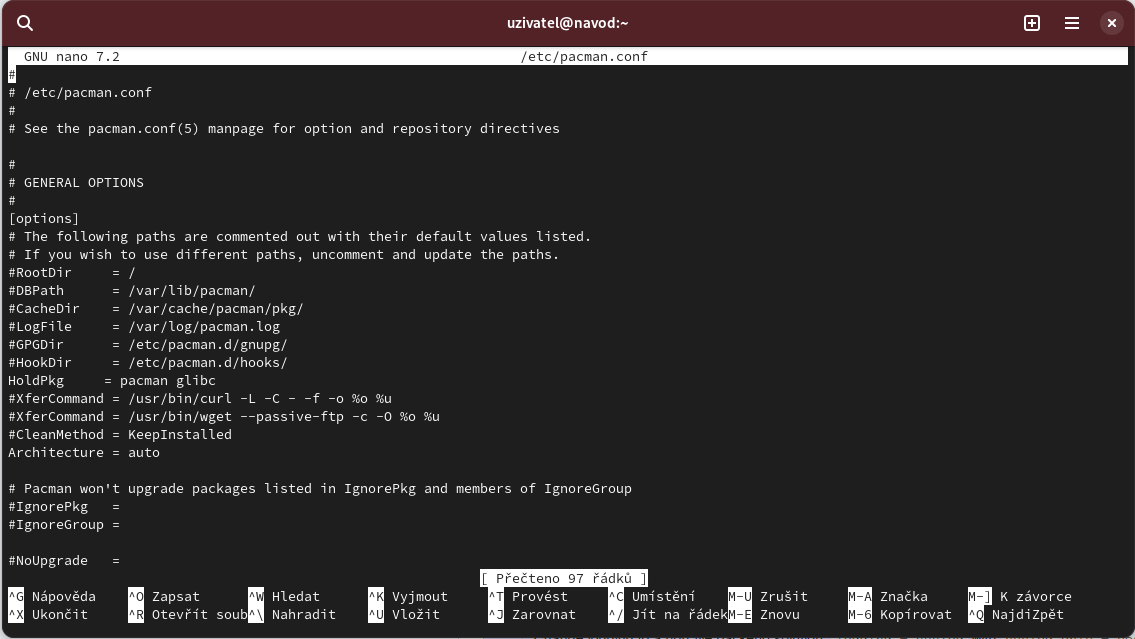 uzivatel@navod:~
GNU nano 7.2 /etc/pacman.conf
#
# /etc/pacman.conf
#
# See the pacman.conf(5) manpage for option and repository directives
#
# GENERAL OPTIONS
#
[options]
# The following paths are commented out with their default values listed.
# If you wish to use different paths, uncomment and update the paths.
#RootDir     = /
#DBPath      = /var/lib/pacman/
#CacheDir    = /var/cache/pacman/pkg/
#LogFile     = /var/log/pacman.log
#GPGDir      = /etc/pacman.d/gnupg/
#HookDir     = /etc/pacman.d/hooks/
HoldPkg     = pacman glibc
#XferCommand = /usr/bin/curl -L -C - -f -o %o %u
#XferCommand = /usr/bin/wget --passive-ftp -c -O %o %u
#CleanMethod = KeepInstalled
Architecture = auto
# Pacman won't upgrade packages listed in IgnorePkg and members of IgnoreGroup
#IgnorePkg   =
#IgnoreGroup =
#NoUpgrade   =
[ Přečteno 97 řádků ]
^G Nápověda ^O Zapsat ^W Hledat ^K Vyjmout ^T Provést ^C Umístění M-U Zrušit M-A Značka M-] K závorce
^X Ukončit ^R Otevřít soub^\ Nahradit ^U Vložit ^J Zarovnat ^/ Jít na řádekM-E Znovu M-6 Kopírovat ^Q NajdiZpět